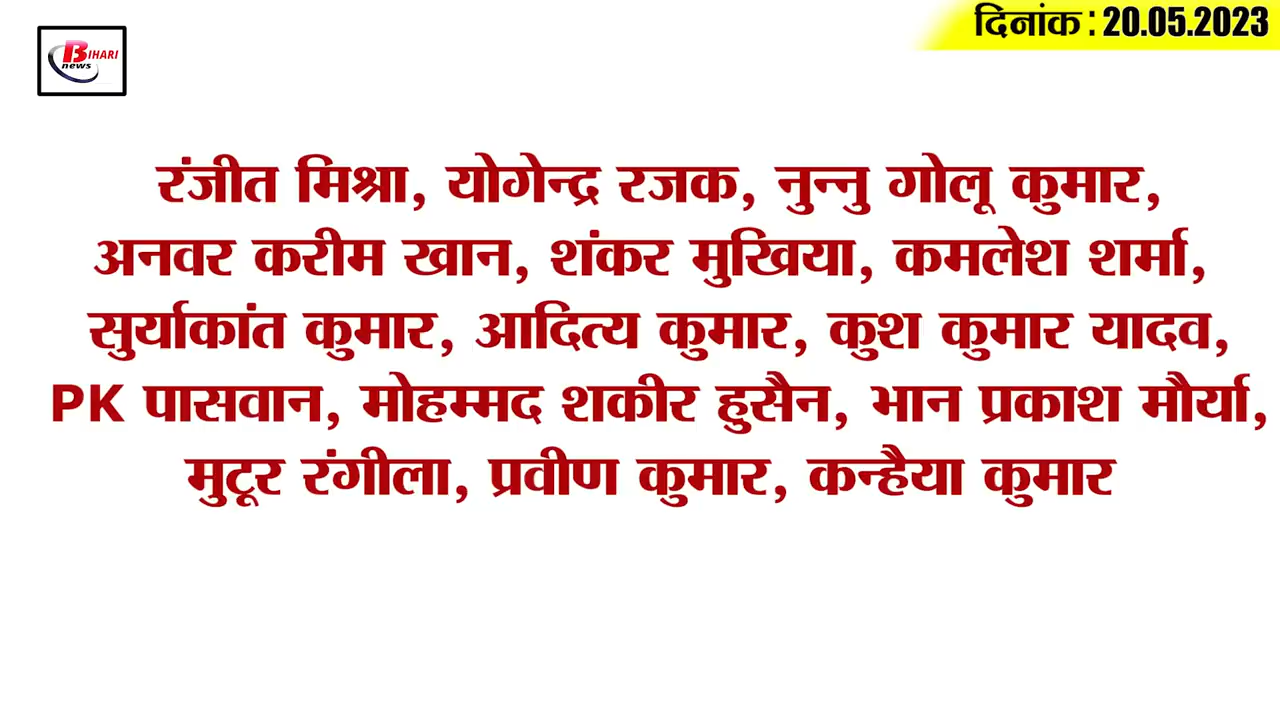 BIHARI
news
दिनांक : 20.05.2023
रंजीत मिश्रा, योगेन्द्र रजक, नुन्नु गोलू कुमार,
अनवर करीम खान, शंकर मुखिया, कमलेश शर्मा,
सुर्याकांत कुमार, आदित्य कुमार, कुश कुमार यादव,
PK पासवान, मोहम्मद शकीर हुसैन, भान प्रकाश मौर्या,
मुटूर रंगीला, प्रवीण कुमार, कन्हैया कुमार